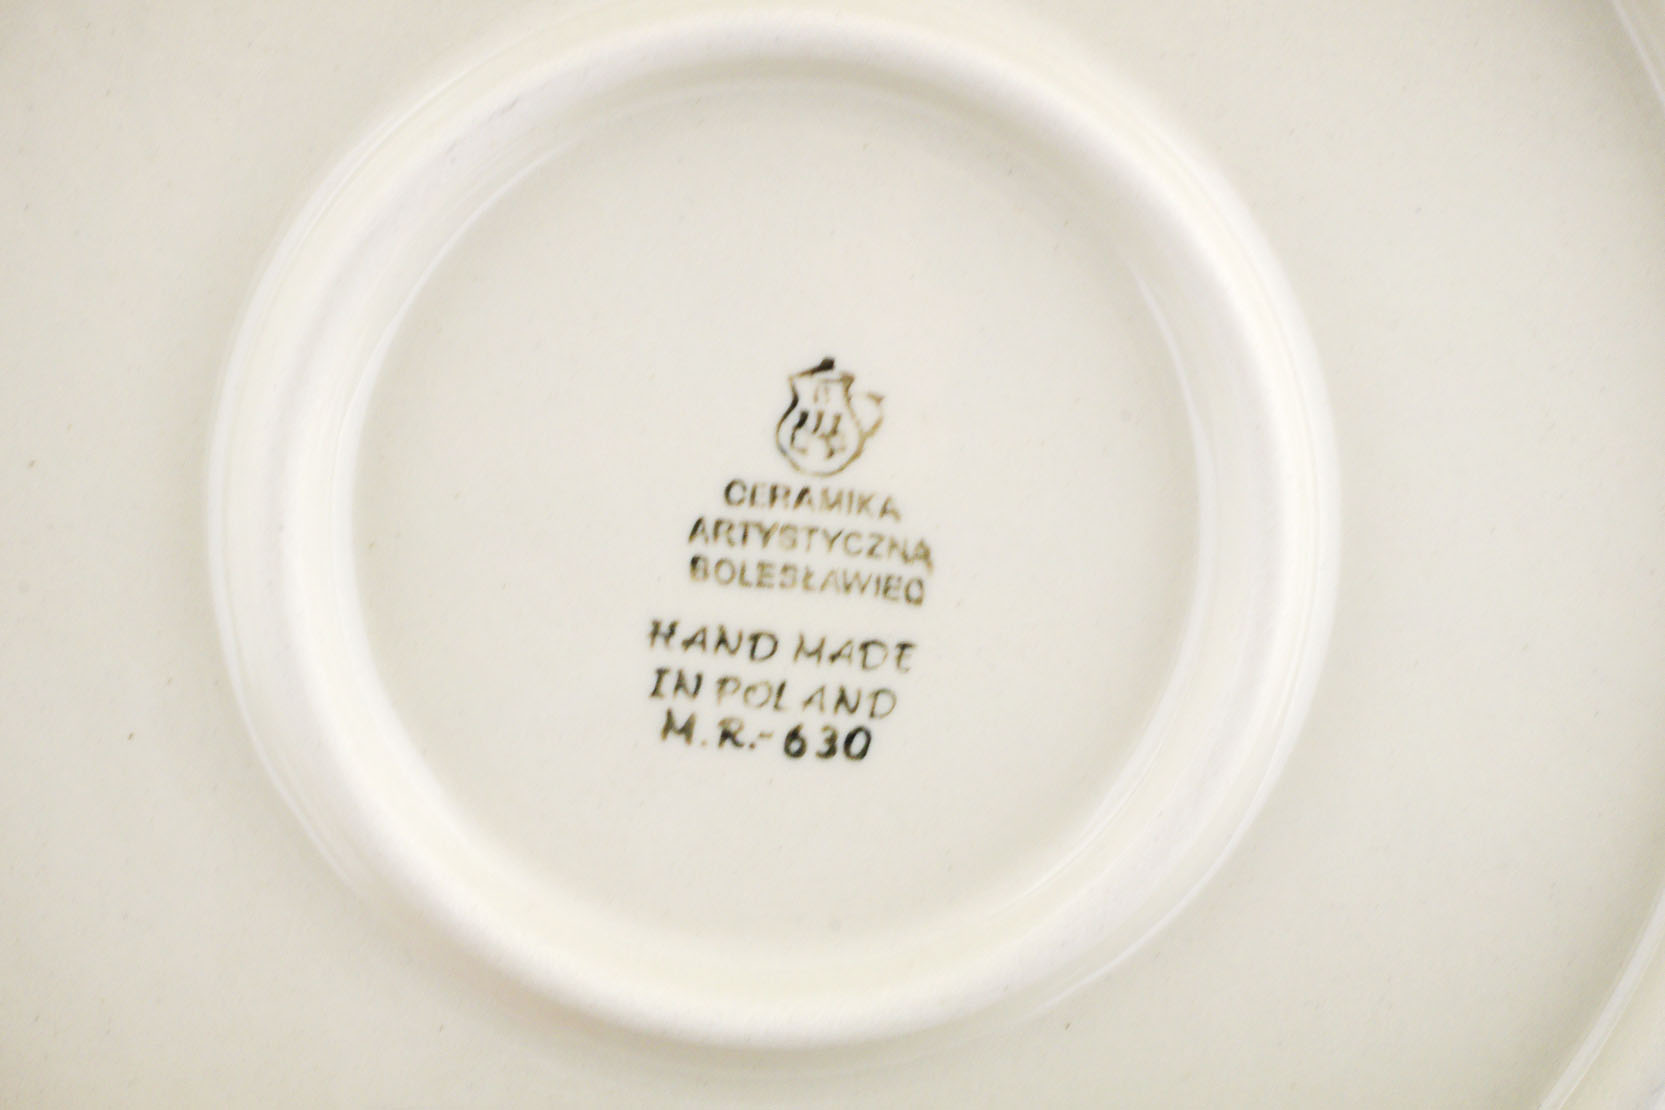 CERAMIKA
ARTYSTYCZNA
BOLESŁAWIEC
HAND MADE
IN POLAND
M.R.-630